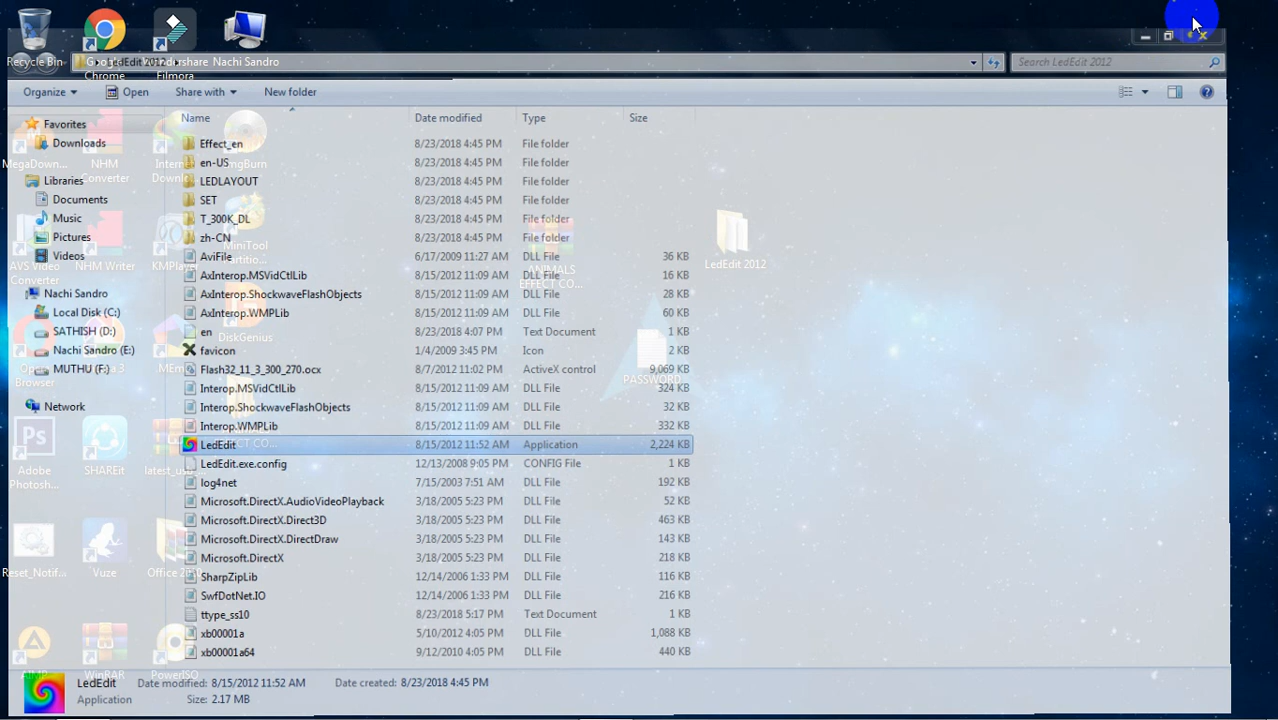 Recycle Bin
Google Chrome
Wondershare Filmora
Nachi Sandro
LedEdit 2012
Search LedEdit 2012
Organize
Open
Share with
New folder
Name
Date modified
Type
Size
Favorites
Downloads
Libraries
Documents
Music
Pictures
Videos
Nachi Sandro
Local Disk (C:)
SATHISH (D:)
Nachi Sandro (E:)
MUTHU (F:)
Network
Effect_en 8/23/2018 4:45 PM File folder
en-US 8/23/2018 4:45 PM File folder
LEDLAYOUT 8/23/2018 4:45 PM File folder
SET 8/23/2018 4:45 PM File folder
T_300K_DL 8/23/2018 4:45 PM File folder
zh-CN 8/23/2018 4:45 PM File folder
AviFile 6/17/2009 11:27 AM DLL File 36 KB
AxInterop.MSVidCtlLib 8/15/2012 11:09 AM DLL File 16 KB
AxInterop.ShockwaveFlashObjects 8/15/2012 11:09 AM DLL File 28 KB
AxInterop.WMPLib 8/15/2012 11:09 AM DLL File 60 KB
en 8/23/2018 4:07 PM Text Document 1 KB
favicon 1/4/2009 3:45 PM Icon 2 KB
Flash32_11_3_300_270.ocx 8/7/2012 11:02 PM ActiveX control 9,069 KB
Interop.MSVidCtlLib 8/15/2012 11:09 AM DLL File 324 KB
Interop.ShockwaveFlashObjects 8/15/2012 11:09 AM DLL File 32 KB
Interop.WMPLib 8/15/2012 11:09 AM DLL File 332 KB
LedEdit 8/15/2012 11:52 AM Application 2,224 KB
LedEdit.exe.config 12/13/2008 9:05 PM CONFIG File 1 KB
log4net 7/15/2003 7:51 AM DLL File 192 KB
Microsoft.DirectX.AudioVideoPlayback 3/18/2005 5:23 PM DLL File 52 KB
Microsoft.DirectX.Direct3D 3/18/2005 5:23 PM DLL File 463 KB
Microsoft.DirectX.DirectDraw 3/18/2005 5:23 PM DLL File 143 KB
Microsoft.DirectX 3/18/2005 5:23 PM DLL File 218 KB
SharpZipLib 12/14/2006 1:33 PM DLL File 116 KB
SwfDotNet.IO 12/14/2006 1:33 PM DLL File 216 KB
ttype_ss10 8/23/2018 5:17 PM Text Document 1 KB
xb00001a 5/10/2012 4:05 PM DLL File 1,088 KB
xb00001a64 9/12/2010 4:05 PM DLL File 440 KB
MegaDown...
NHM Converter
ImgBurn
AVS Video Converter
NHM Writer
KMPlayer
MiniTool
ANIMALS EFFECT CO...
LedEdit 2012
Browser
DiskGenius
PASSWORD
Adobe Photosh...
SHAREit
Reset_Notif...
Vuze
AIMP
WinRAR
PowerISO
LedEdit Date modified: 8/15/2012 11:52 AM Date created: 8/23/2018 4:45 PM
Application Size: 2.17 MB